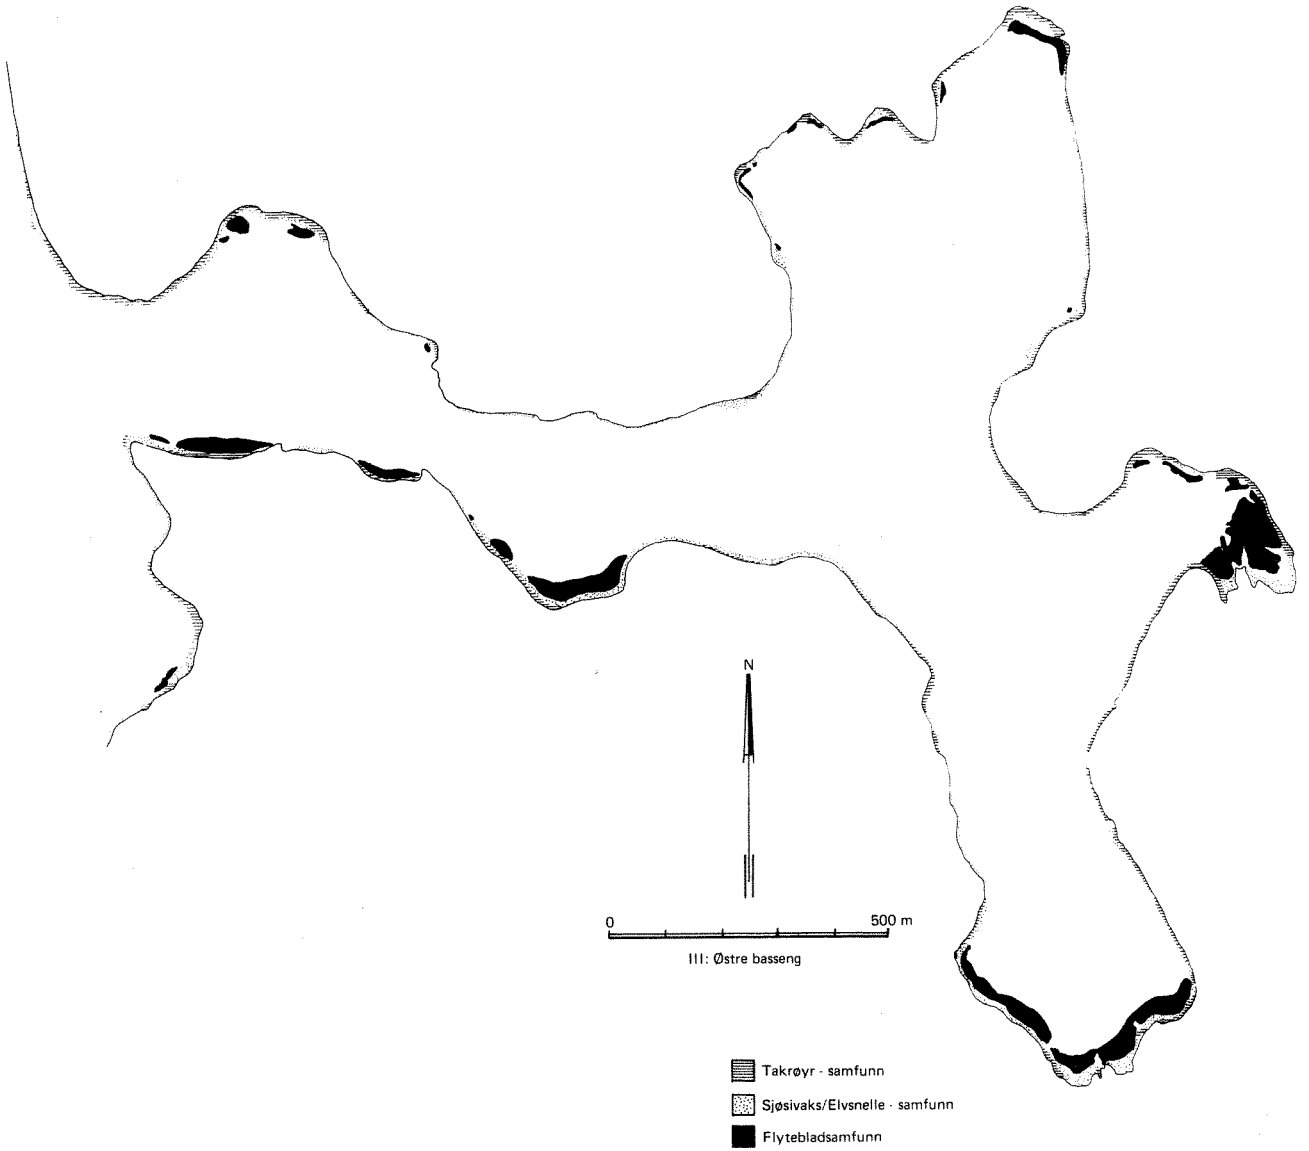 N
0 500 m
III: Østre basseng
Takrøyr - samfunn
Sjøsivaks/Elvsnelle - samfunn
Flytebladsamfunn